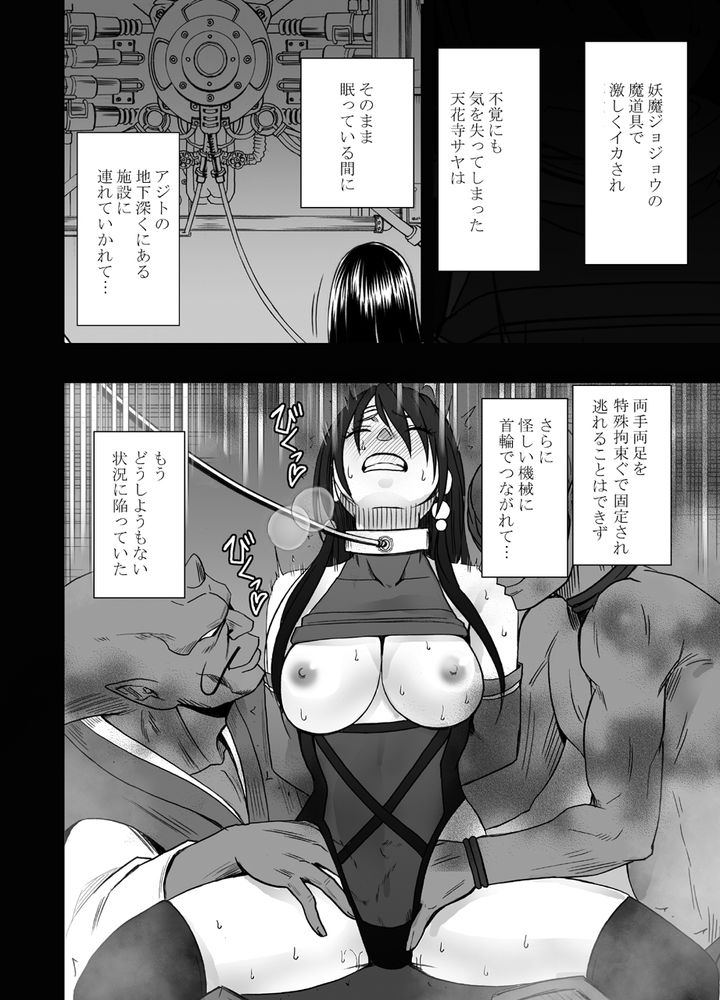 妖魔ジョジョウの
魔道具で
激しくイカされ
不覚にも
気を失ってしまった
天花寺サヤは
そのまま
眠っている間に
アジトの
地下深くにある
施設に
連れていかれて…
両手両足を
特殊拘束ぐで固定され
逃れることはできず
さらに
怪しい機械に
首輪でつながれて…
もう
どうしようもない
状況に陥っていた
びくっ♡
びくっ♡